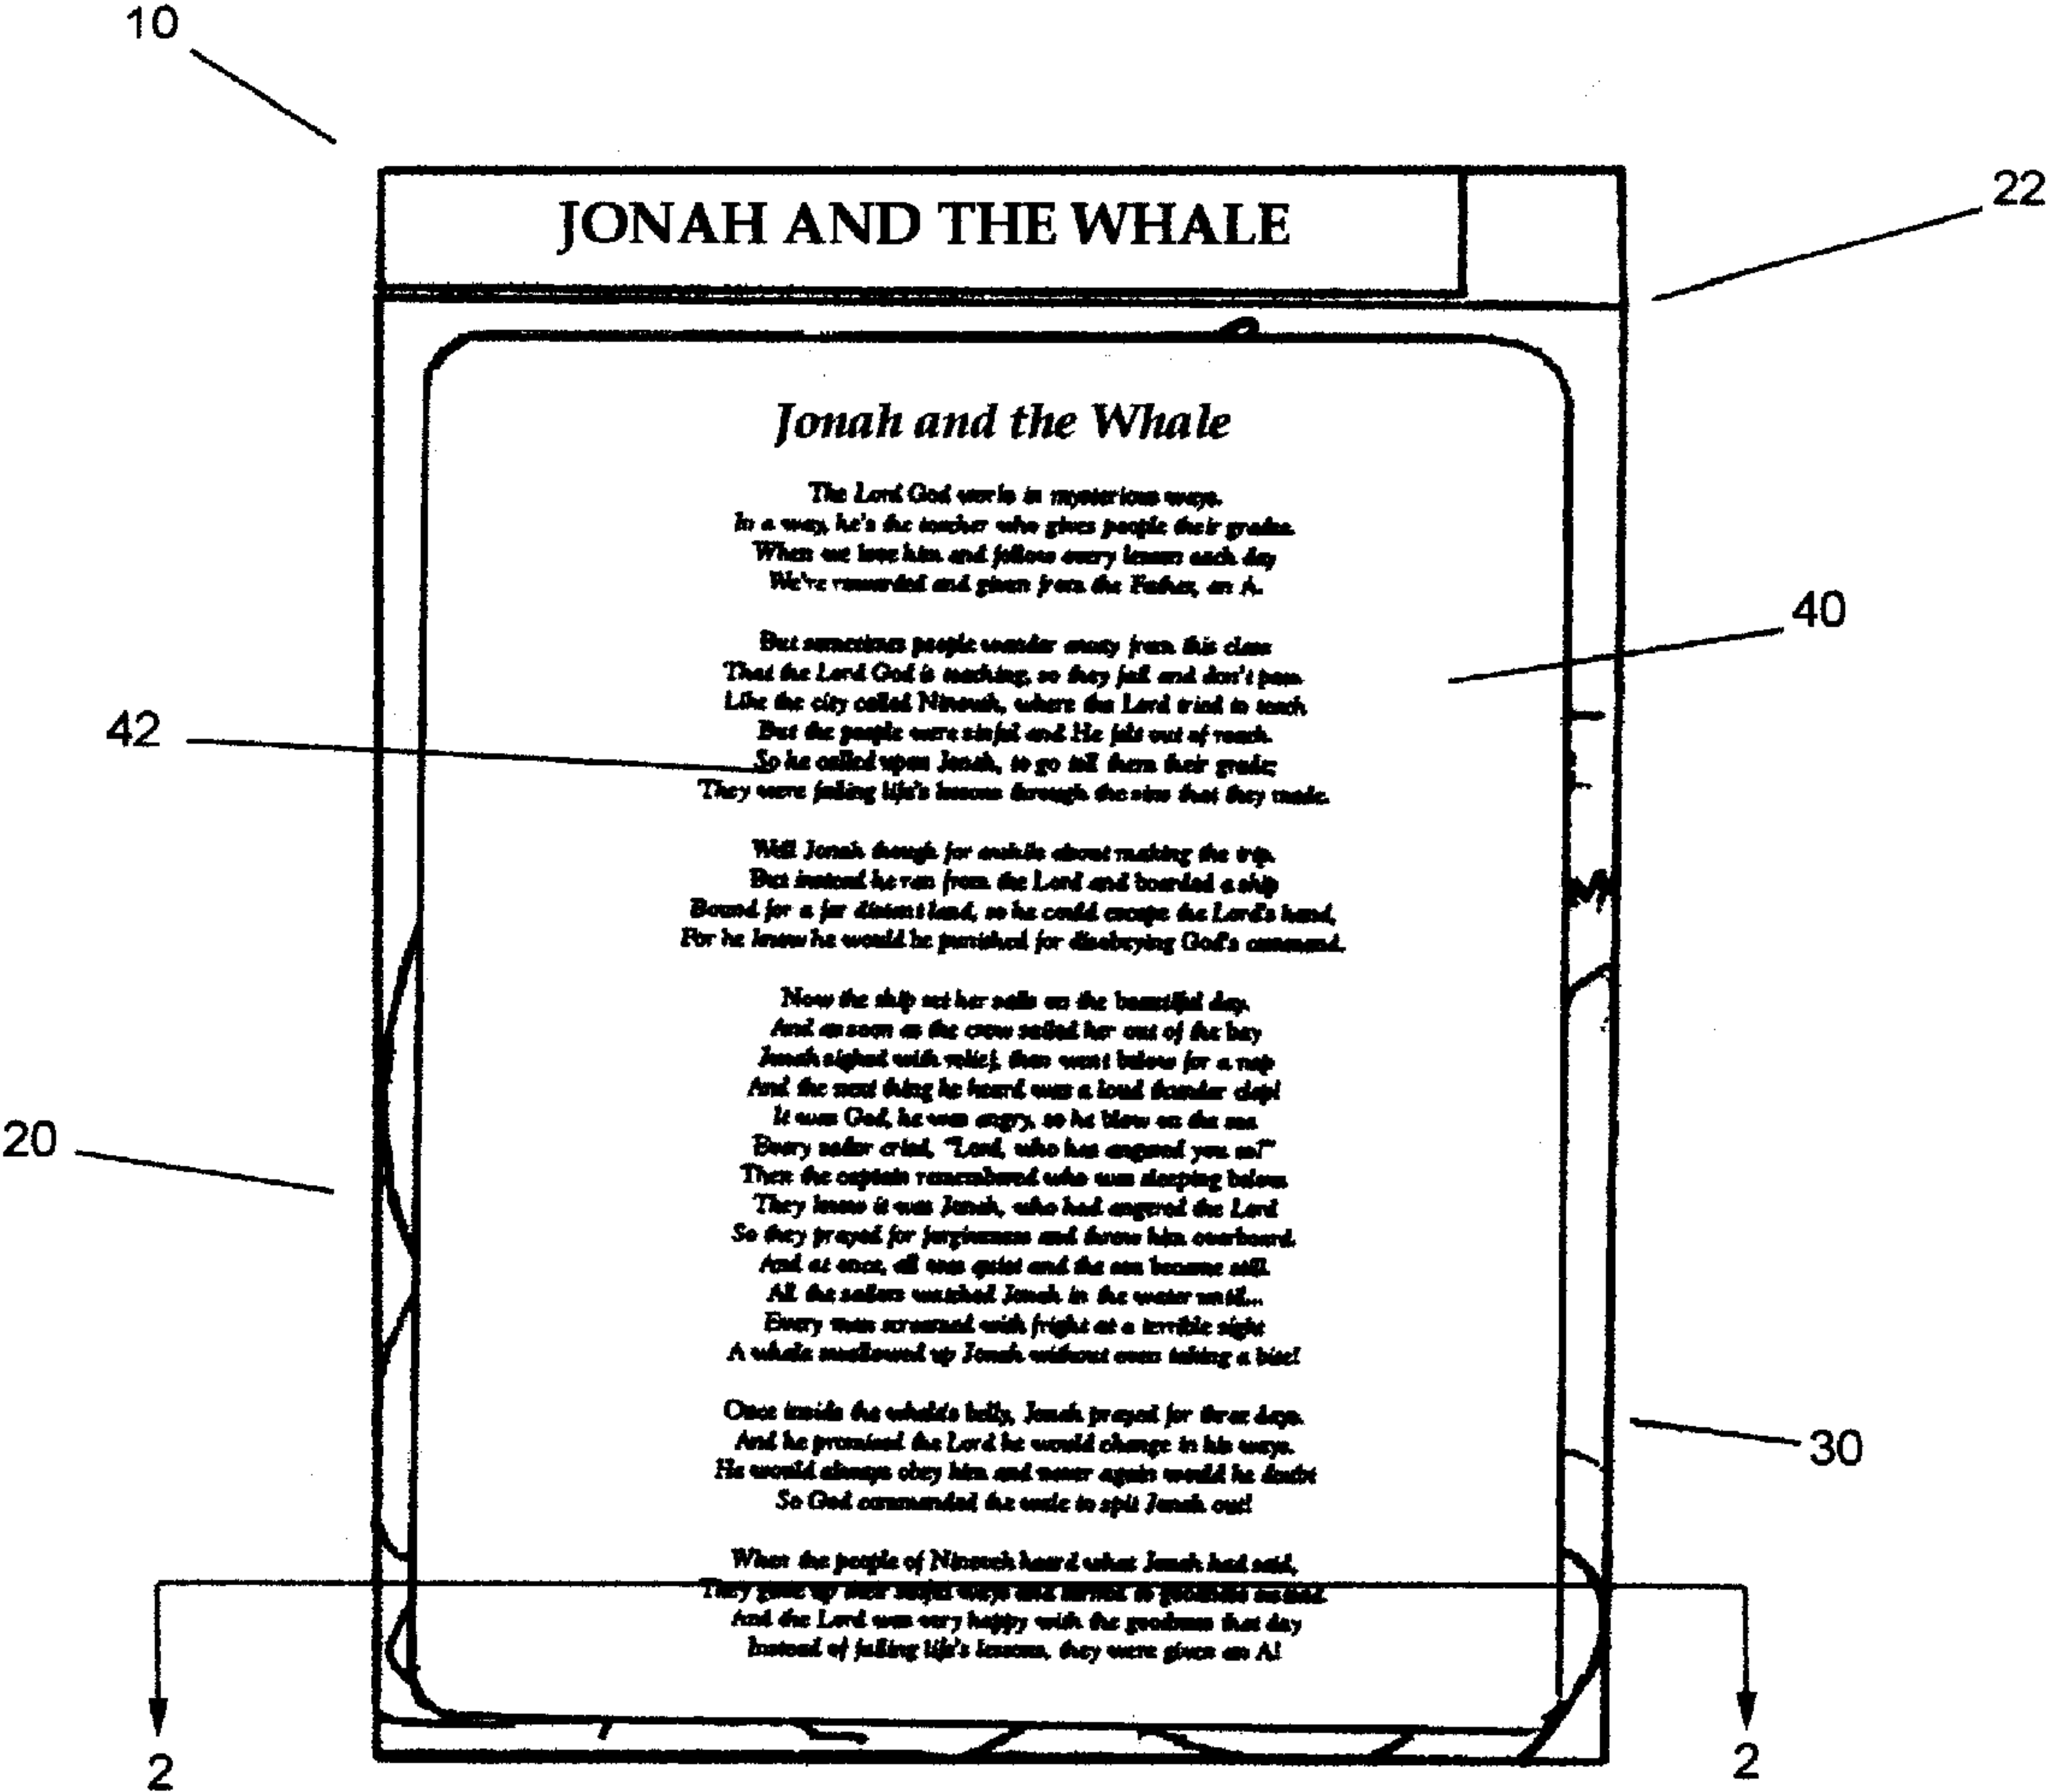 10
22
JONAH AND THE WHALE
Jonah and the Whale
The Lord God works in mysterious ways.
In a way, he's the teacher who gives people their grades.
When we love him and follow every lesson each day
We're rewarded and given from the Father, an A.
40
But sometimes people wander away from this class
That the Lord God is teaching, so they fail and don't pass.
Like the city called Nineveh, where the Lord tried to teach
But the people were sinful and He felt out of reach.
42
So he called upon Jonah, to go tell them their grade;
They were failing life's lessons through the sins that they made.
Well Jonah though for awhile about making the trip.
But instead he ran from the Lord and boarded a ship
Bound for a far distant land, so he could escape the Lord's hand,
For he knew he would be punished for disobeying God's command.
Now the ship set her sails on the beautiful day.
And as soon as the crew sailed her out of the bay
Jonah sighed with relief, then went below for a nap
And the next thing he heard was a loud thunder clap!
It was God, he was angry, so he blew on the sea
20
Every sailor cried, "Lord, who has angered you so?"
Then the captain remembered who was sleeping below.
They knew it was Jonah, who had angered the Lord
So they prayed for forgiveness and threw him overboard.
And at once, all was quiet and the sea became still.
All the sailors watched Jonah in the water until...
Every man screamed with fright at a terrible sight
A whale swallowed up Jonah without even taking a bite!
Once inside the whale's belly, Jonah prayed for three days.
And he promised the Lord he would change in his ways.
30
He would always obey him and never again would he doubt
So God commanded the whale to spit Jonah out!
When the people of Nineveh heard what Jonah had said,
They gave up their sinful ways and turned to goodness instead.
And the Lord was very happy with the goodness that day
Instead of failing life's lessons, they were given an A!
2
2